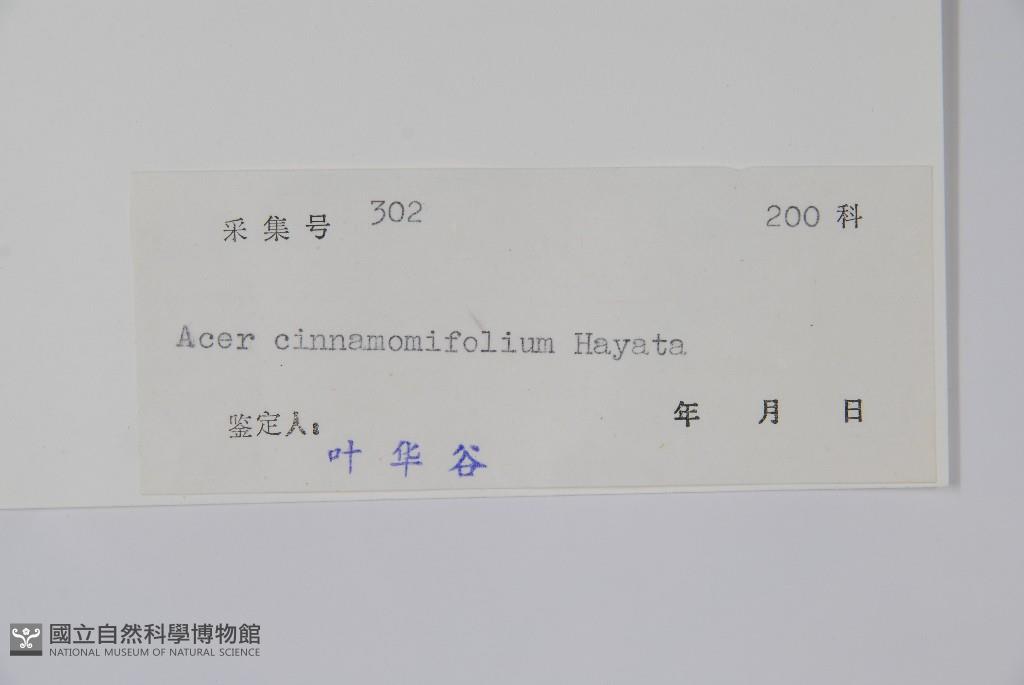 采集号 302 200 科
Acer cinnamomifolium Hayata
鉴定人: 年 月 日
叶华谷
國立自然科學博物館
NATIONAL MUSEUM OF NATURAL SCIENCE